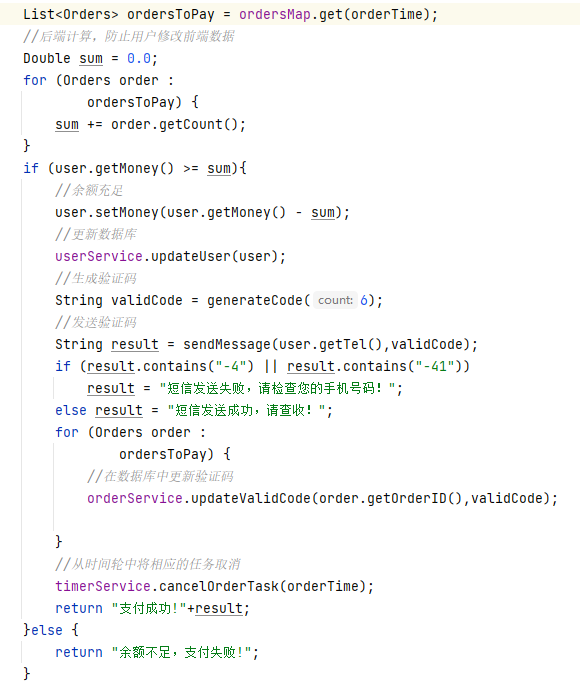 List<Orders> ordersToPay = ordersMap.get(orderTime);
//后端计算，防止用户修改前端数据
Double sum = 0.0;
for (Orders order :
ordersToPay) {
sum += order.getCount();
}
if (user.getMoney() >= sum){
//余额充足
user.setMoney(user.getMoney() - sum);
//更新数据库
userService.updateUser(user);
//生成验证码
String validCode = generateCode( count: 6);
//发送验证码
String result = sendMessage(user.getTel(),validCode);
if (result.contains("-4") || result.contains("-41"))
result = "短信发送失败，请检查您的手机号码！";
else result = "短信发送成功，请查收！";
for (Orders order :
ordersToPay) {
//在数据库中更新验证码
orderService.updateValidCode(order.getOrderID(),validCode);
}
//从时间轮中将相应的任务取消
timerService.cancelOrderTask(orderTime);
return "支付成功!"+result;
}else {
return "余额不足，支付失败!";
}